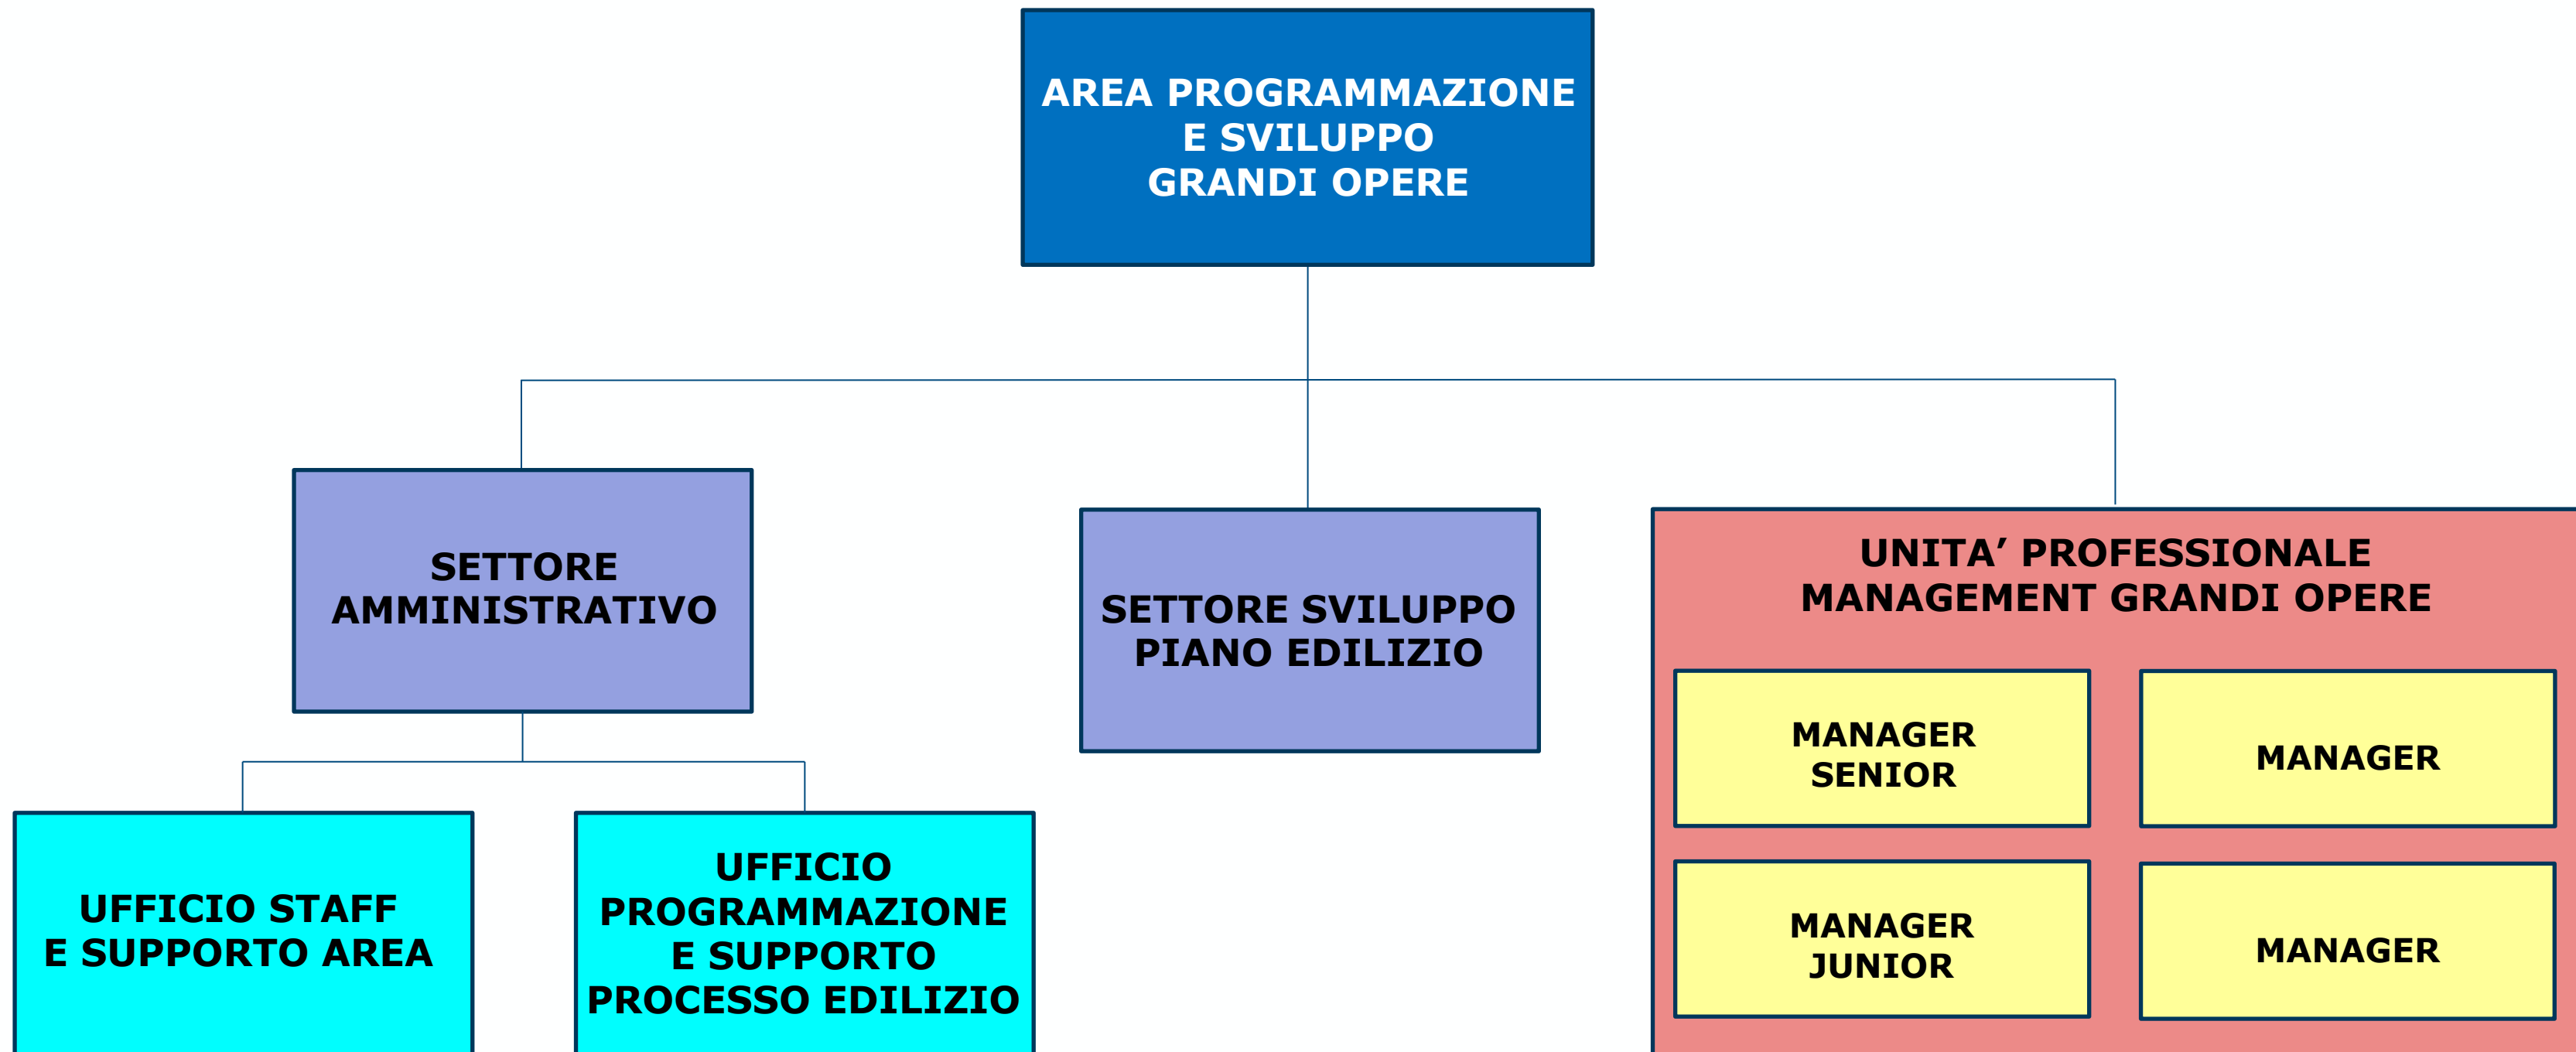 AREA PROGRAMMAZIONE
E SVILUPPO
GRANDI OPERE
SETTORE
AMMINISTRATIVO
SETTORE SVILUPPO
PIANO EDILIZIO
UNITA’ PROFESSIONALE
MANAGEMENT GRANDI OPERE
MANAGER
SENIOR
MANAGER
MANAGER
JUNIOR
MANAGER
UFFICIO STAFF
E SUPPORTO AREA
UFFICIO
PROGRAMMAZIONE
E SUPPORTO
PROCESSO EDILIZIO